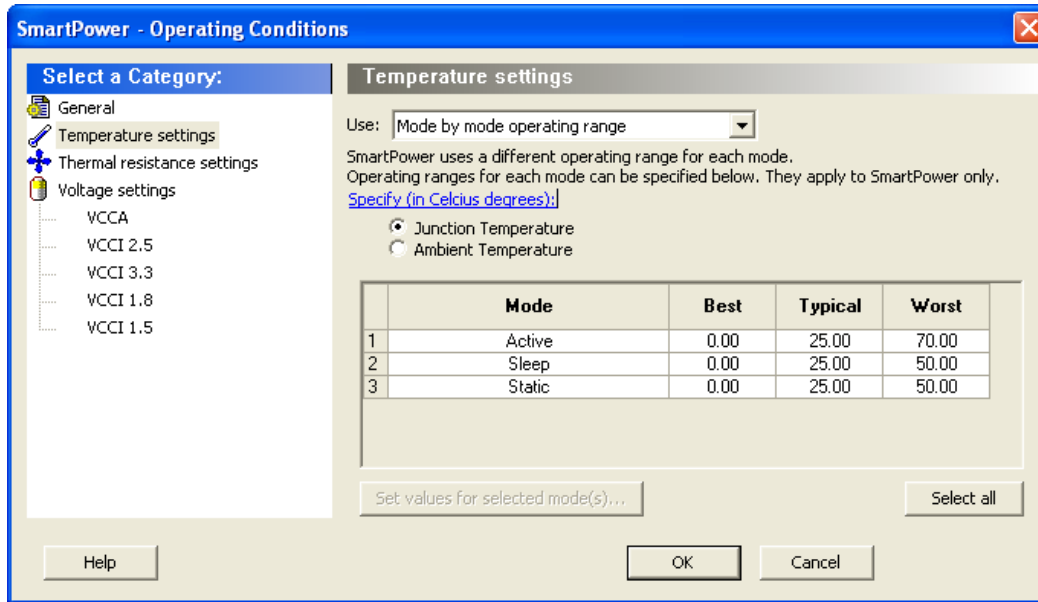 SmartPower - Operating Conditions
Select a Category:
General
Temperature settings
Thermal resistance settings
Voltage settings
VCCA
VCCI 2.5
VCCI 3.3
VCCI 1.8
VCCI 1.5
Temperature settings
Use: Mode by mode operating range
SmartPower uses a different operating range for each mode.
Operating ranges for each mode can be specified below. They apply to SmartPower only.
Specify (in Celcius degrees):
Junction Temperature
Ambient Temperature
Mode Best Typical Worst
1 Active 0.00 25.00 70.00
2 Sleep 0.00 25.00 50.00
3 Static 0.00 25.00 50.00
Set values for selected mode(s)... Select all
Help OK Cancel